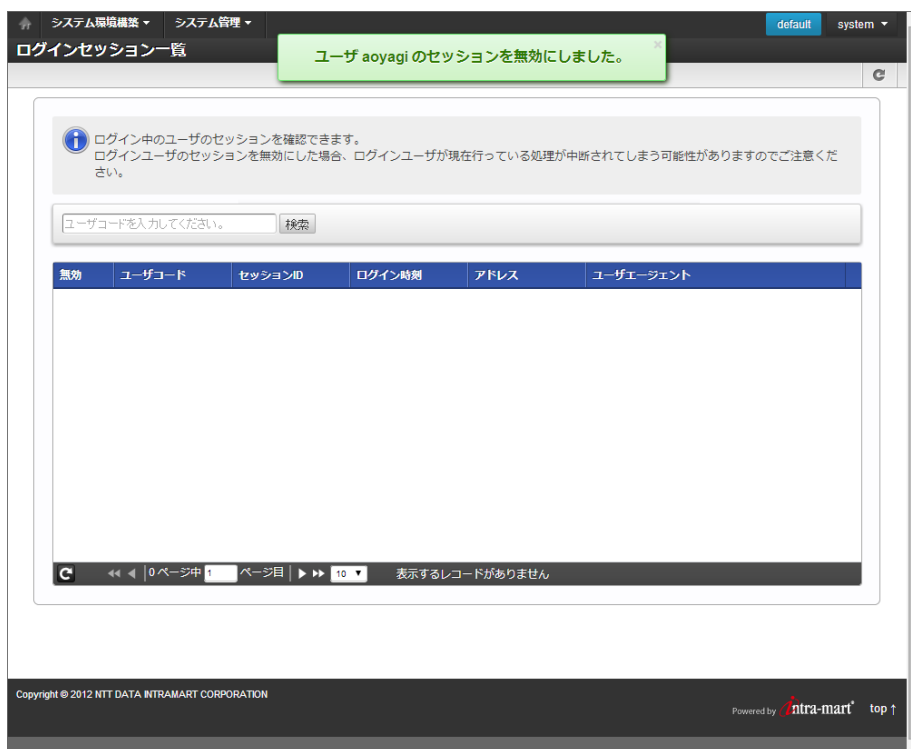 システム環境構築 ▼ システム管理 ▼ default system ▼
ログインセッション一覧
ユーザ aoyagi のセッションを無効にしました。 ×
ログイン中のユーザのセッションを確認できます。
ログインユーザのセッションを無効にした場合、ログインユーザが現在行っている処理が中断されてしまう可能性がありますのでご注意くだ
さい。
ユーザコードを入力してください。 検索
無効 ユーザコード セッションID ログイン時刻 アドレス ユーザエージェント
0 ページ中 1 ページ目 10 ▼ 表示するレコードがありません
Copyright © 2012 NTT DATA INTRAMART CORPORATION
Powered by intra-mart® top ↑